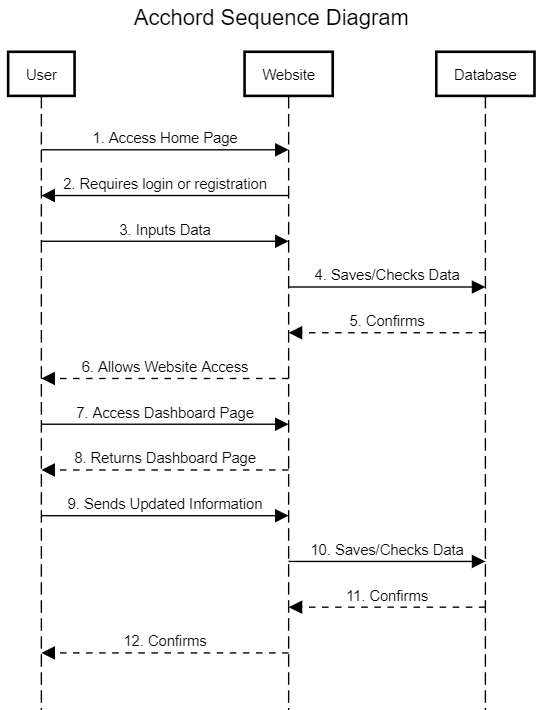 Acchord Sequence Diagram
User
Website
Database
1. Access Home Page
2. Requires login or registration
3. Inputs Data
4. Saves/Checks Data
5. Confirms
6. Allows Website Access
7. Access Dashboard Page
8. Returns Dashboard Page
9. Sends Updated Information
10. Saves/Checks Data
11. Confirms
12. Confirms